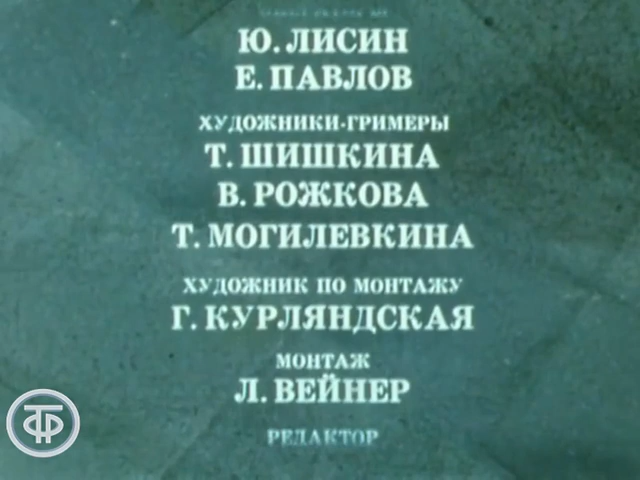 Ю. ЛИСИН
Е. ПАВЛОВ
ХУДОЖНИКИ-ГРИМЕРЫ
Т. ШИШКИНА
В. РОЖКОВА
Т. МОГИЛЕВКИНА
ХУДОЖНИК ПО МОНТАЖУ
Г. КУРЛЯНДСКАЯ
МОНТАЖ
Л. ВЕЙНЕР
РЕДАКТОР